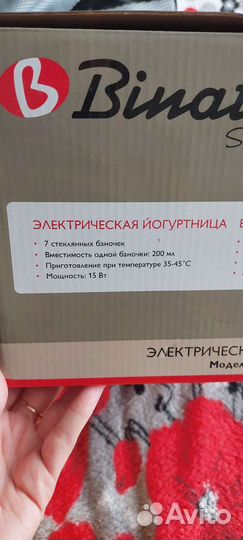 B Binat
S
ЭЛЕКТРИЧЕСКАЯ ЙОГУРТНИЦА
• 7 стеклянных баночек
• Вместимость одной баночки: 200 мл
• Приготовление при температуре 35-45°C
• Мощность: 15 Вт
ЭЛЕКТРИЧЕСК
Модел
Avito